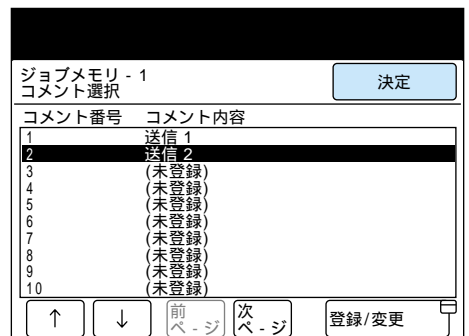 ジョブメモリ - 1
コメント選択
決定
コメント番号 コメント内容
1 送信 1
2 送信 2
3 (未登録)
4 (未登録)
5 (未登録)
6 (未登録)
7 (未登録)
8 (未登録)
9 (未登録)
10 (未登録)
↑ ↓ 前ペ - ジ 次ペ - ジ 登録/変更